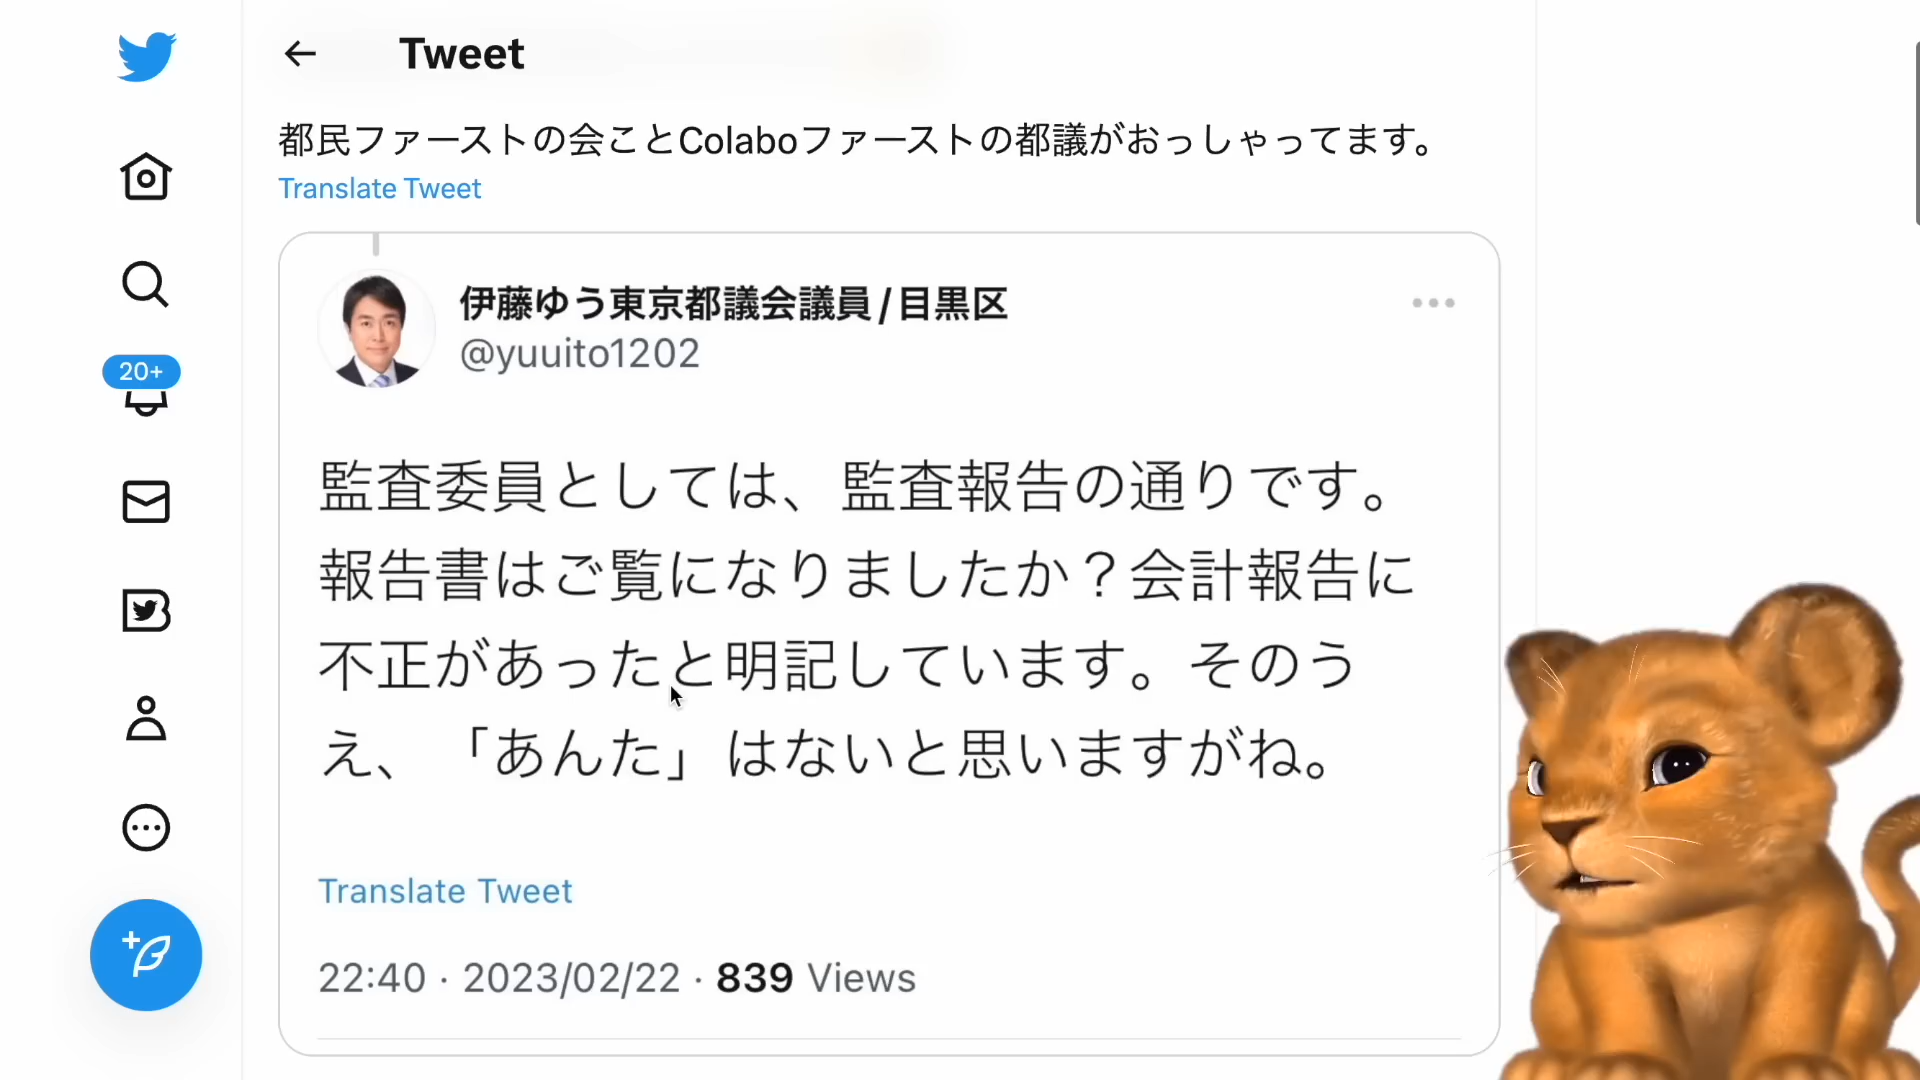 Tweet
都民ファーストの会ことColaboファーストの都議がおっしゃってます。
Translate Tweet
伊藤ゆう東京都議会議員/目黒区
@yuuito1202
20+
監査委員としては、監査報告の通りです。
報告書はご覧になりましたか？会計報告に
不正があったと明記しています。そのう
え、「あんた」はないと思いますがね。
Translate Tweet
22:40 · 2023/02/22 · 839 Views